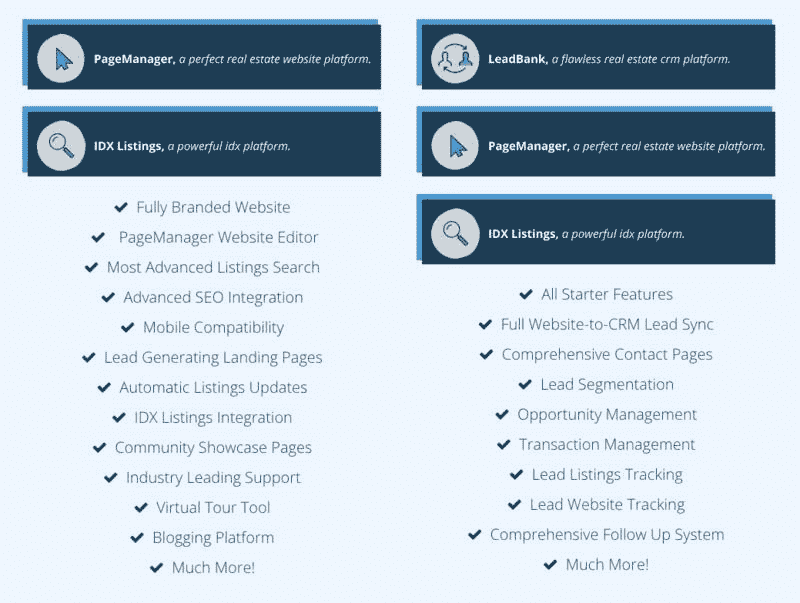 PageManager, a perfect real estate website platform.
IDX Listings, a powerful idx platform.
Fully Branded Website
PageManager Website Editor
Most Advanced Listings Search
Advanced SEO Integration
Mobile Compatibility
Lead Generating Landing Pages
Automatic Listings Updates
IDX Listings Integration
Community Showcase Pages
Industry Leading Support
Virtual Tour Tool
Blogging Platform
Much More!
LeadBank, a flawless real estate crm platform.
PageManager, a perfect real estate website platform.
IDX Listings, a powerful idx platform.
All Starter Features
Full Website-to-CRM Lead Sync
Comprehensive Contact Pages
Lead Segmentation
Opportunity Management
Transaction Management
Lead Listings Tracking
Lead Website Tracking
Comprehensive Follow Up System
Much More!